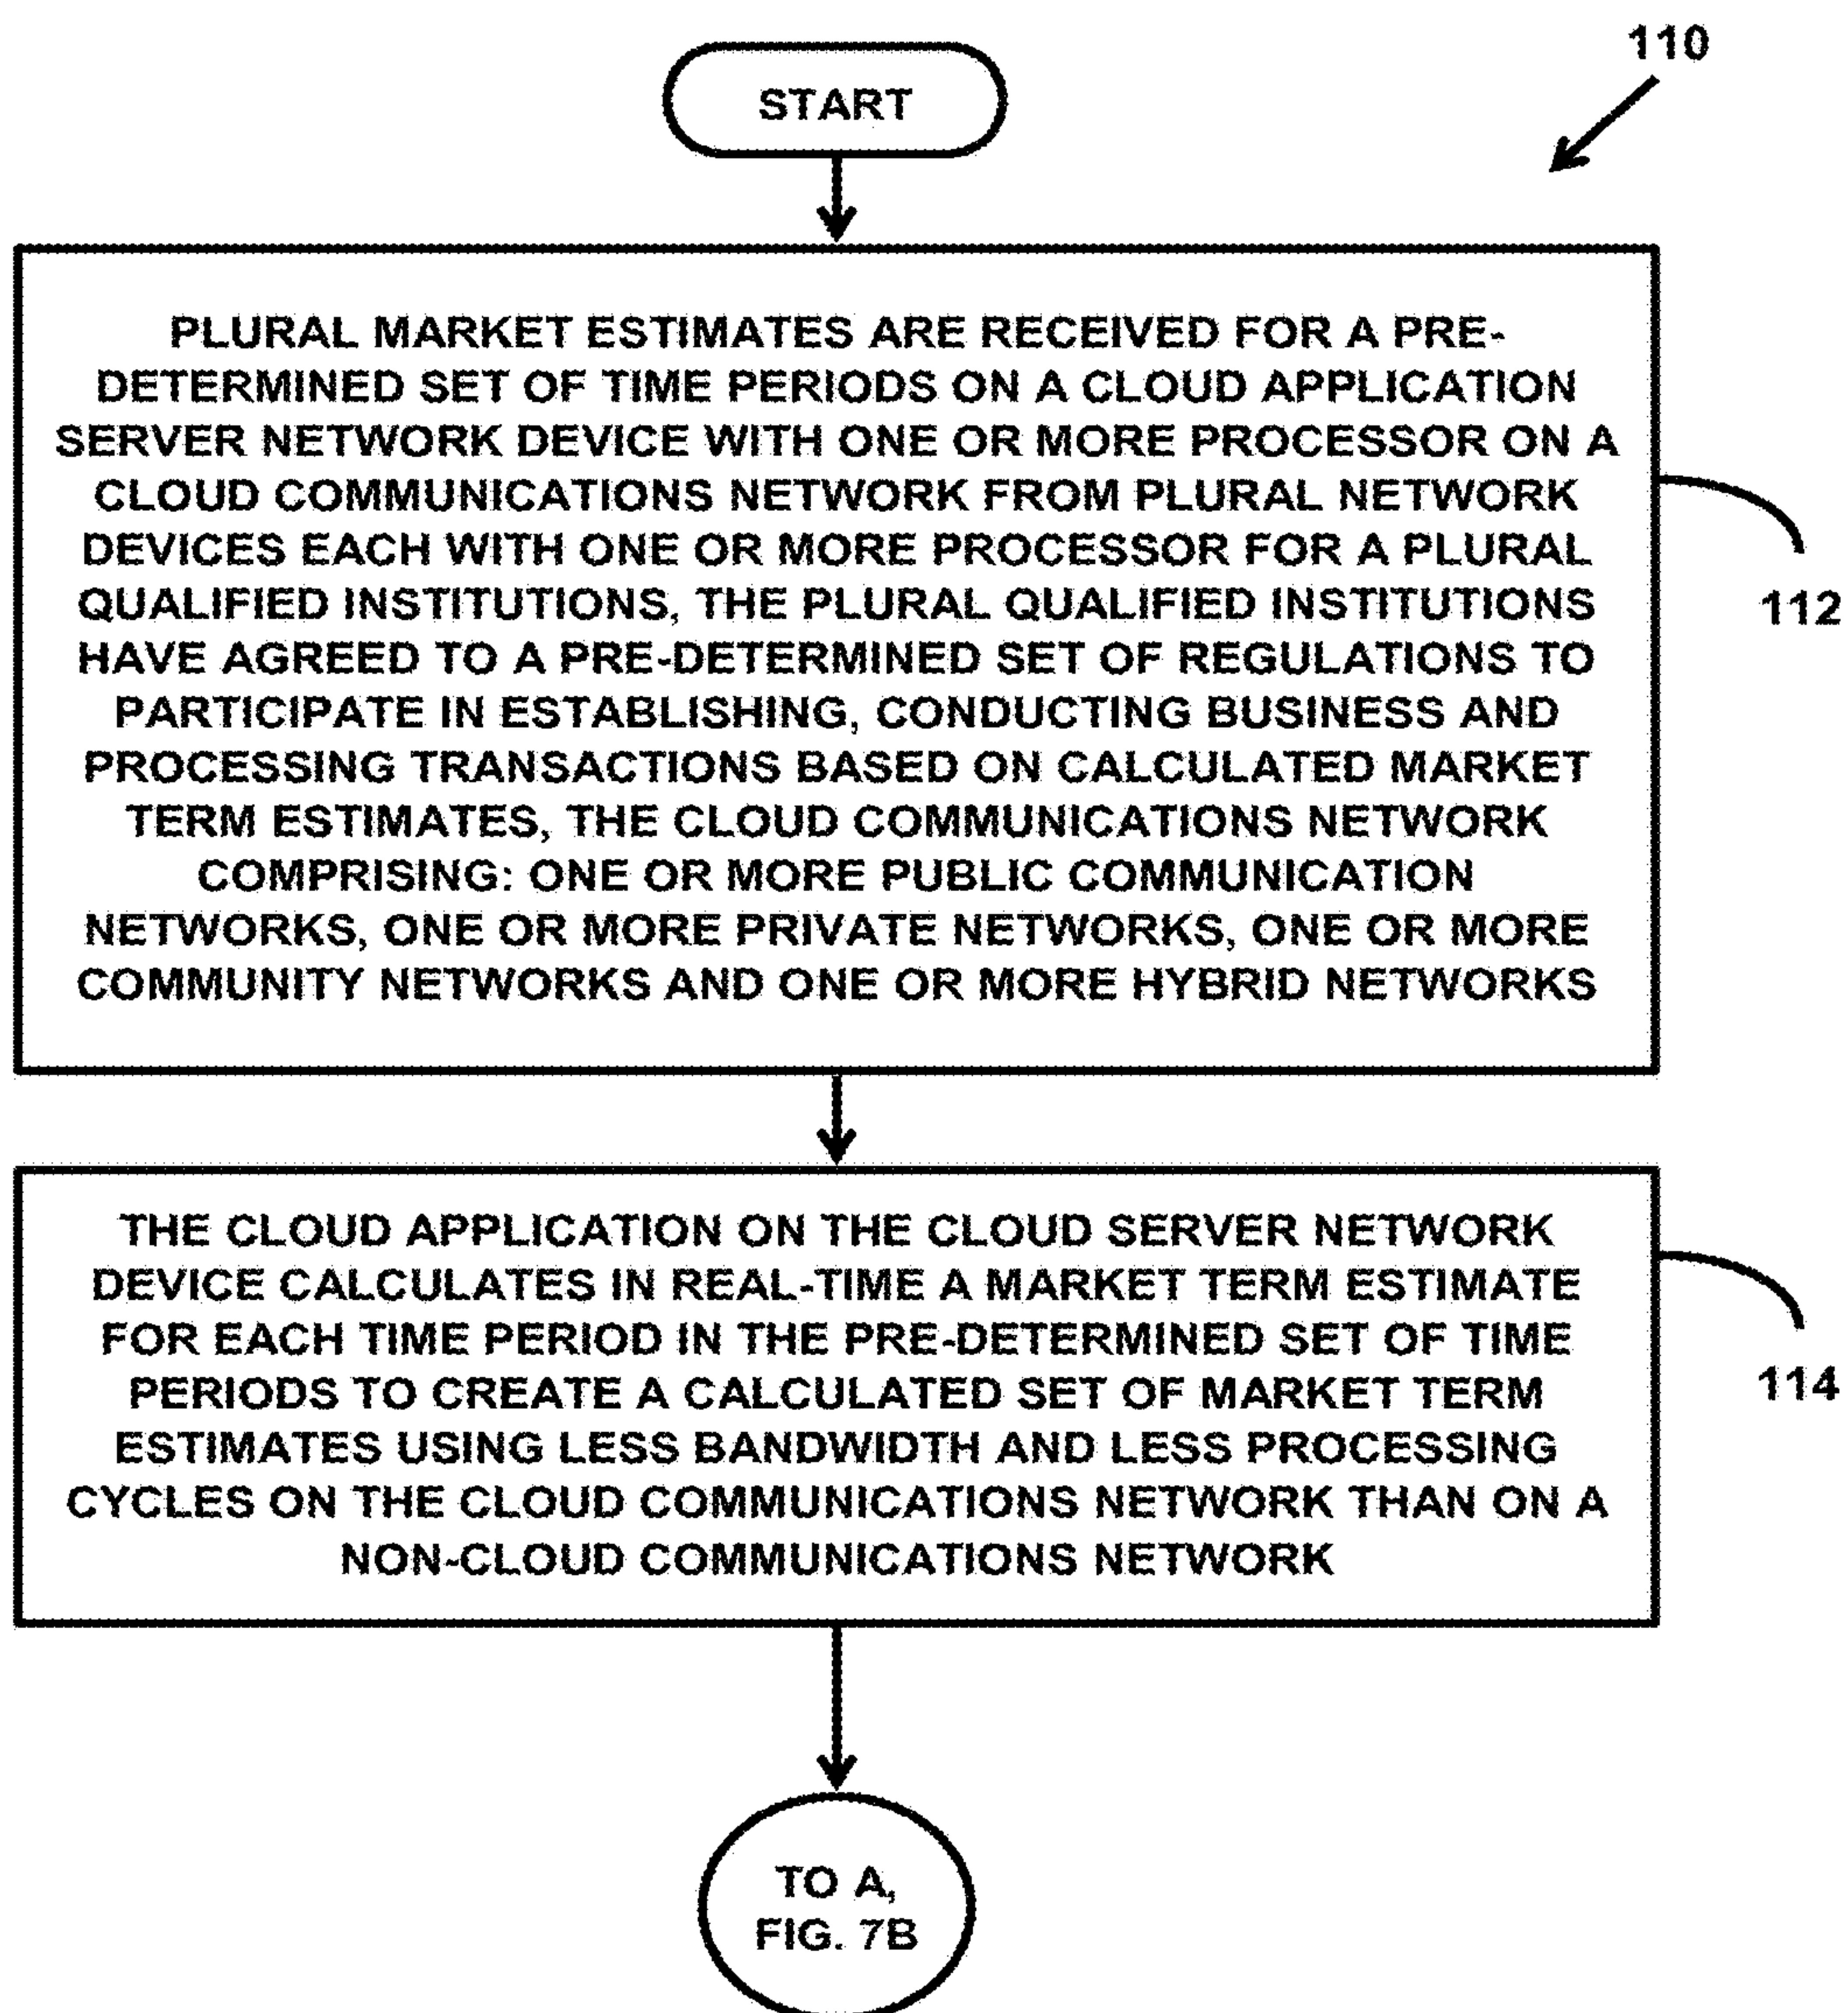 110
START
PLURAL MARKET ESTIMATES ARE RECEIVED FOR A PRE-
DETERMINED SET OF TIME PERIODS ON A CLOUD APPLICATION
SERVER NETWORK DEVICE WITH ONE OR MORE PROCESSOR ON A
CLOUD COMMUNICATIONS NETWORK FROM PLURAL NETWORK
DEVICES EACH WITH ONE OR MORE PROCESSOR FOR A PLURAL
QUALIFIED INSTITUTIONS, THE PLURAL QUALIFIED INSTITUTIONS
HAVE AGREED TO A PRE-DETERMINED SET OF REGULATIONS TO
PARTICIPATE IN ESTABLISHING, CONDUCTING BUSINESS AND
PROCESSING TRANSACTIONS BASED ON CALCULATED MARKET
TERM ESTIMATES, THE CLOUD COMMUNICATIONS NETWORK
COMPRISING: ONE OR MORE PUBLIC COMMUNICATION
NETWORKS, ONE OR MORE PRIVATE NETWORKS, ONE OR MORE
COMMUNITY NETWORKS AND ONE OR MORE HYBRID NETWORKS
112
THE CLOUD APPLICATION ON THE CLOUD SERVER NETWORK
DEVICE CALCULATES IN REAL-TIME A MARKET TERM ESTIMATE
FOR EACH TIME PERIOD IN THE PRE-DETERMINED SET OF TIME
PERIODS TO CREATE A CALCULATED SET OF MARKET TERM
ESTIMATES USING LESS BANDWIDTH AND LESS PROCESSING
CYCLES ON THE CLOUD COMMUNICATIONS NETWORK THAN ON A
NON-CLOUD COMMUNICATIONS NETWORK
114
TO A,
FIG. 7B